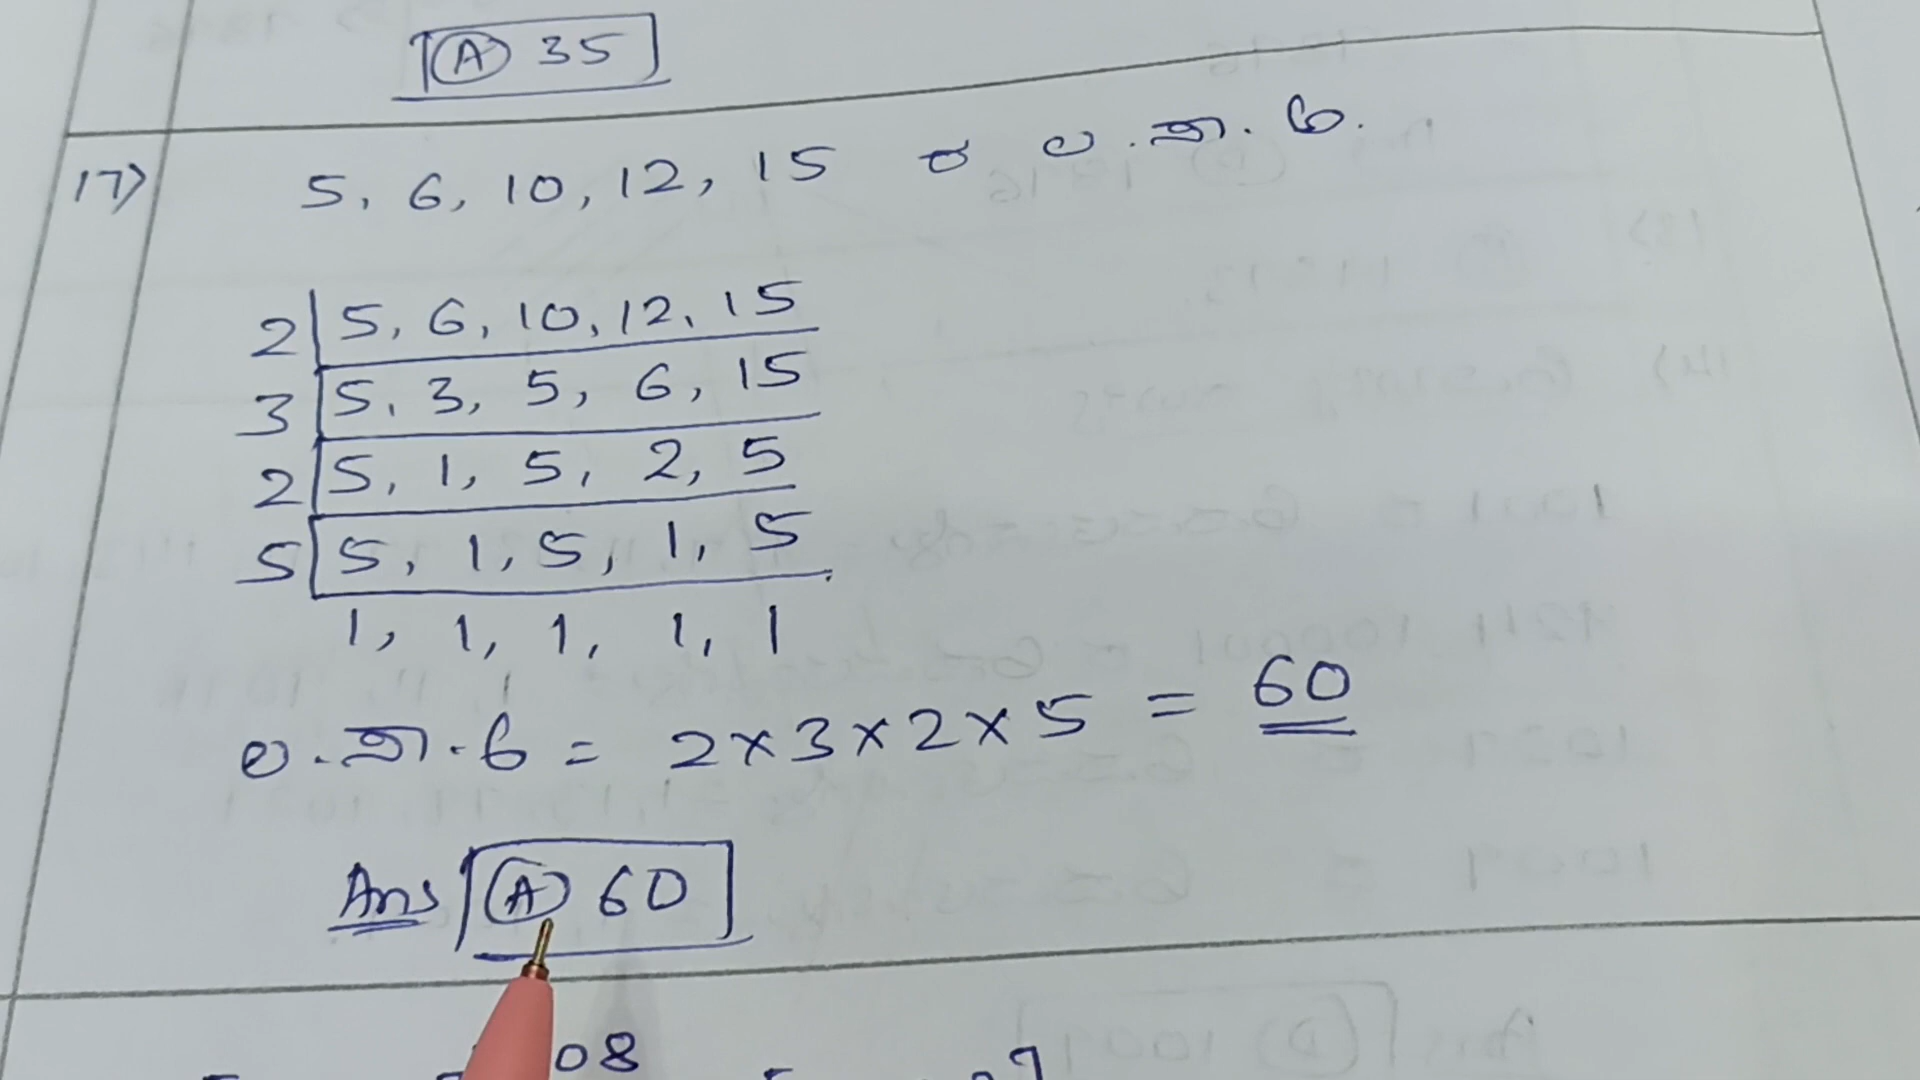 (A) 35
17) 5, 6, 10, 12, 15 ರ ಲ.ಸಾ.ಅ.
2 | 5, 6, 10, 12, 15
3 | 5, 3, 5, 6, 15
2 | 5, 1, 5, 2, 5
5 | 5, 1, 5, 1, 5
1, 1, 1, 1, 1
ಲ.ಸಾ.ಅ = 2×3×2×5 = 60
Ans (A) 60
08